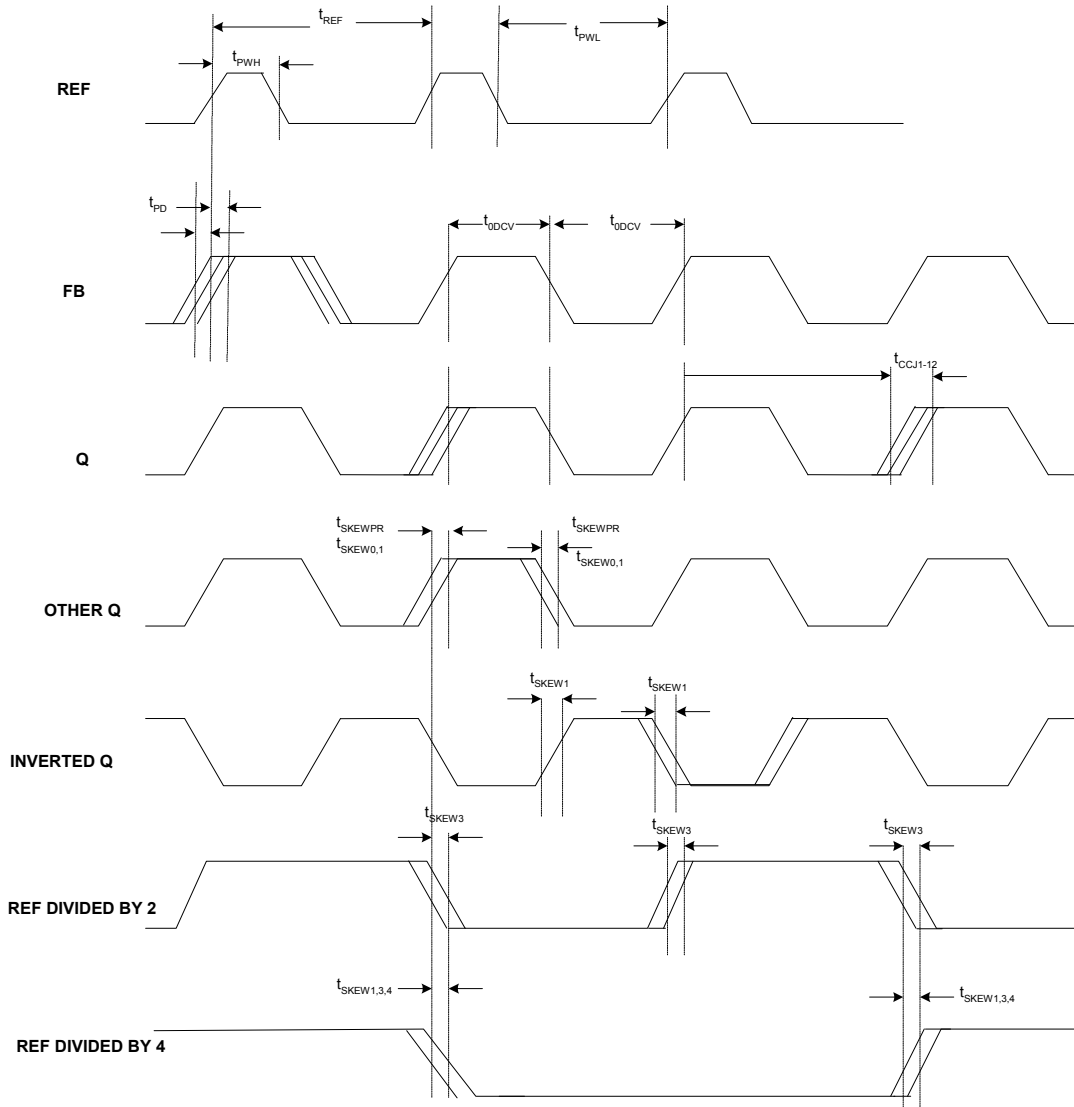 tREF
tPWL
tPWH
REF
tPD
t0DCV
t0DCV
FB
tCCJ1-12
Q
tSKEWPR
tSKEW0,1
tSKEWPR
tSKEW0,1
OTHER Q
tSKEW1
tSKEW1
INVERTED Q
tSKEW3
tSKEW3
tSKEW3
REF DIVIDED BY 2
tSKEW1,3,4
tSKEW1,3,4
REF DIVIDED BY 4